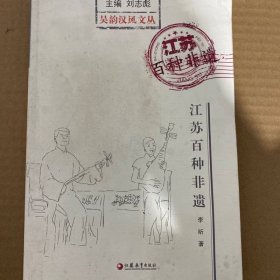 主编 刘志彪
吴韵汉风文丛
江苏
百种非遗
江苏百种非遗
李昕 著
江苏教育出版社